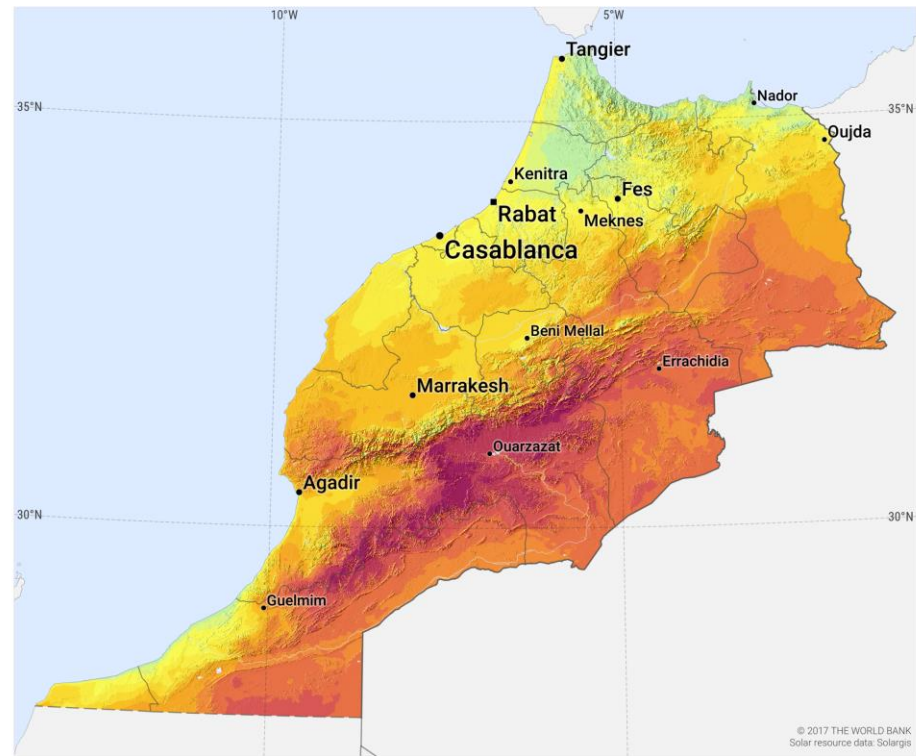 10°W
5°W
Tangier
35°N
Nador
35°N
Oujda
Kenitra
Fes
Rabat
Meknes
Casablanca
Beni Mellal
Errachidia
Marrakesh
Ouarzazat
Agadir
30°N
30°N
Guelmim
© 2017 THE WORLD BANK
Solar resource data: Solargis